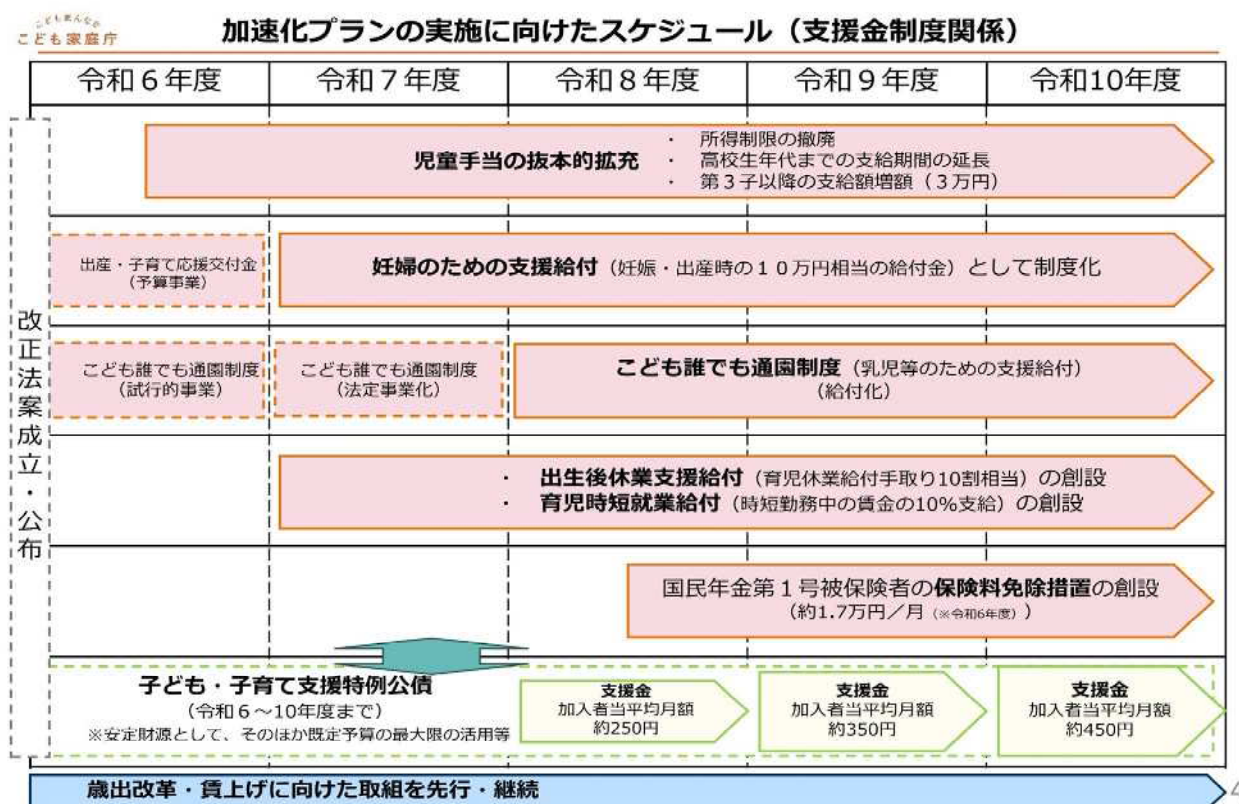 こどもまんなか
こども家庭庁
加速化プランの実施に向けたスケジュール（支援金制度関係）
令和６年度
令和７年度
令和８年度
令和９年度
令和10年度
改正法案成立・公布
児童手当の抜本的拡充
・ 所得制限の撤廃
・ 高校生年代までの支給期間の延長
・ 第３子以降の支給額増額（３万円）
出産・子育て応援交付金
（予算事業）
妊婦のための支援給付（妊娠・出産時の１０万円相当の給付金）として制度化
こども誰でも通園制度
（試行的事業）
こども誰でも通園制度
（法定事業化）
こども誰でも通園制度（乳児等のための支援給付）
（給付化）
・ 出生後休業支援給付（育児休業給付手取り10割相当）の創設
・ 育児時短就業給付（時短勤務中の賃金の10%支給）の創設
国民年金第１号被保険者の保険料免除措置の創設
（約1.7万円／月（※令和6年度））
子ども・子育て支援特例公債
（令和６～10年度まで）
※安定財源として、そのほか既定予算の最大限の活用等
支援金
加入者当平均月額
約250円
支援金
加入者当平均月額
約350円
支援金
加入者当平均月額
約450円
歳出改革・賃上げに向けた取組を先行・継続
4